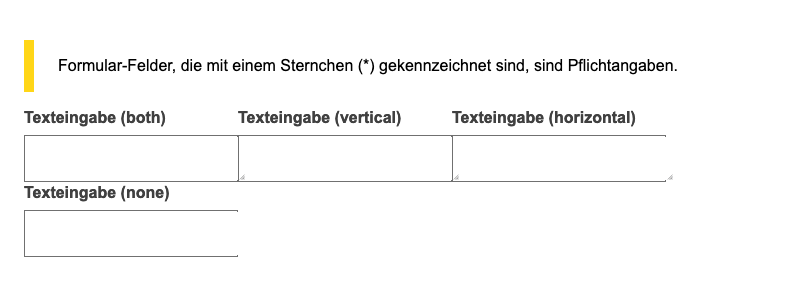 Formular-Felder, die mit einem Sternchen (*) gekennzeichnet sind, sind Pflichtangaben.
Texteingabe (both) Texteingabe (vertical) Texteingabe (horizontal)
Texteingabe (none)